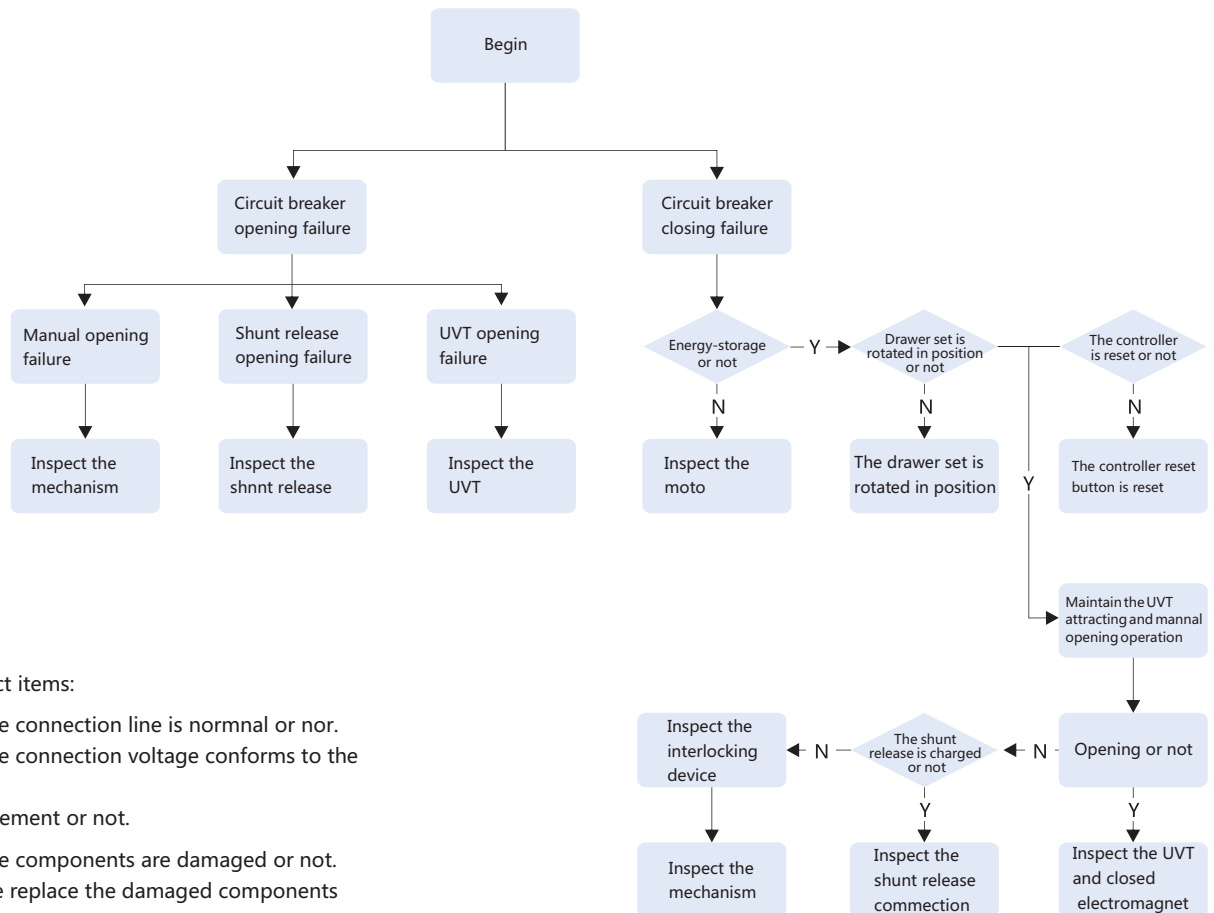 Begin
Circuit breaker
opening failure
Circuit breaker
closing failure
Manual opening
failure
Shunt release
opening failure
UVT opening
failure
Energy-storage
or not
Y
Drawer set is
rotated in position
or not
The controller
is reset or not
N
N
N
Inspect the
mechanism
Inspect the
shnnt release
Inspect the
UVT
Inspect the
moto
The drawer set is
rotated in position
Y
The controller reset
button is reset
Maintain the UVT
attracting and mannal
opening operation
ct items:
e connection line is normnal or nor.
e connection voltage conforms to the
ement or not.
e components are damaged or not.
e replace the damaged components
Inspect the
interlocking
device
N
The shunt
release is charged
or not
N
Opening or not
Y
Y
Inspect the
mechanism
Inspect the
shunt release
commection
Inspect the UVT
and closed
electromagnet